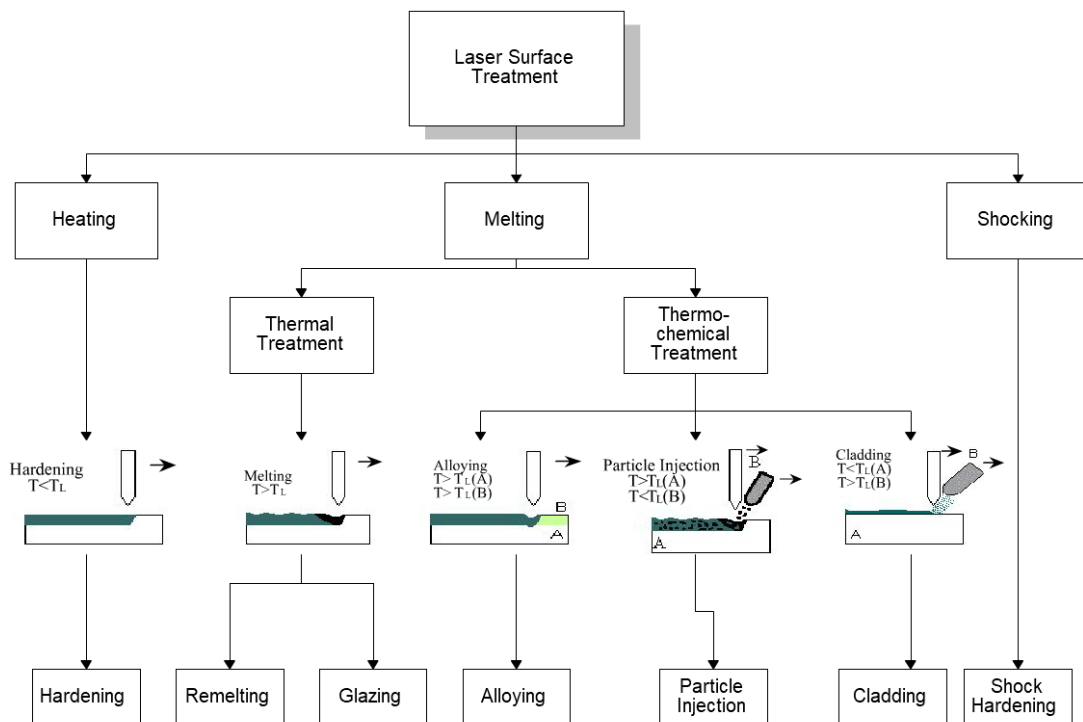 Laser Surface
Treatment
Heating
Melting
Shocking
Thermal
Treatment
Thermo-
chemical
Treatment
Hardening
T<TL
Melting
T>TL
Alloying
T>TL(A)
T>TL(B)
B
A
Particle Injection
T>TL(A)
T<TL(B)
B
A
Cladding
T<TL(A)
T>TL(B)
B
A
Hardening
Remelting
Glazing
Alloying
Particle
Injection
Cladding
Shock
Hardening